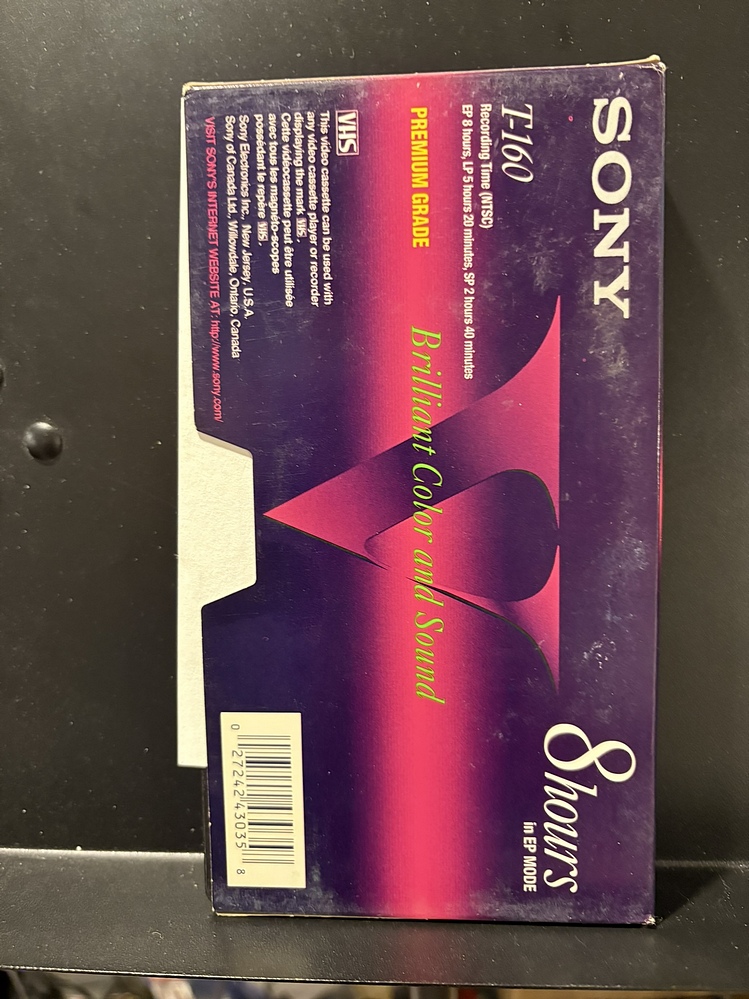 SONY
8 hours
in EP MODE
T-160
Recording Time (NTSC)
EP 8 hours, LP 5 hours 20 minutes, SP 2 hours 40 minutes
PREMIUM GRADE
Brilliant Color and Sound
VHS
This video cassette can be used with
any video cassette player or recorder
displaying the mark VHS.
Cette vidéocassette peut être utilisée
avec tous les magnéto-scopes
possédant le repère VHS.
Sony Electronics Inc., New Jersey, U.S.A.
Sony of Canada Ltd., Willowdale, Ontario, Canada
VISIT SONY'S INTERNET WEBSITE AT: http://www.sony.com/
0 27242 43035 8